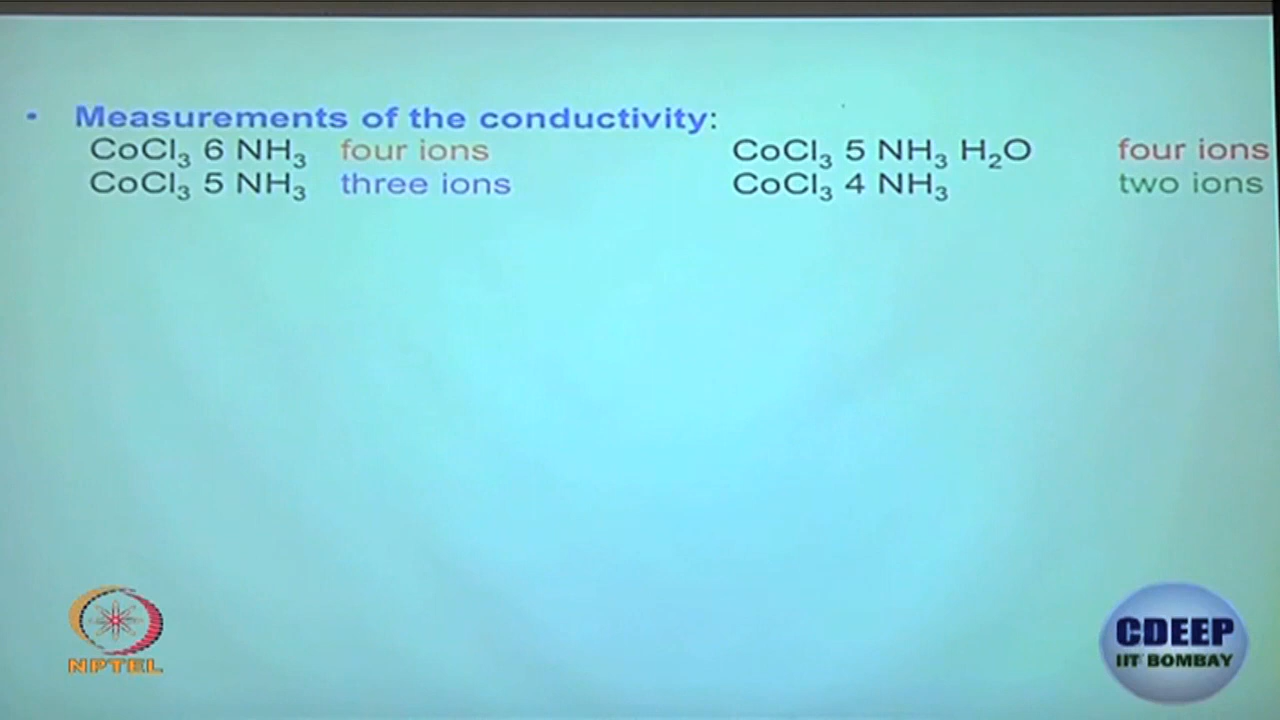 • Measurements of the conductivity:
CoCl₃ 6 NH₃ four ions CoCl₃ 5 NH₃ H₂O four ions
CoCl₃ 5 NH₃ three ions CoCl₃ 4 NH₃ two ions
NPTEL
CDEEP
IIT BOMBAY